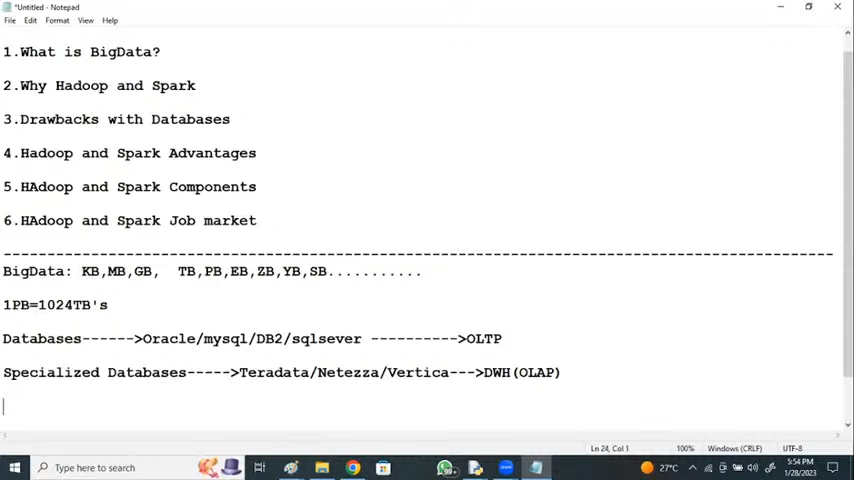 *Untitled - Notepad
File Edit Format View Help
1.What is BigData?
2.Why Hadoop and Spark
3.Drawbacks with Databases
4.Hadoop and Spark Advantages
5.HAdoop and Spark Components
6.HAdoop and Spark Job market
-----------------------------------------------------------------------------------------------
BigData: KB,MB,GB,  TB,PB,EB,ZB,YB,SB...........
1PB=1024TB's
Databases------>Oracle/mysql/DB2/sqlsever ---------->OLTP
Specialized Databases----->Teradata/Netezza/Vertica--->DWH(OLAP)
Ln 24, Col 1 100% Windows (CRLF) UTF-8
Type here to search 99+ 27°C 5:54 PM
1/28/2023